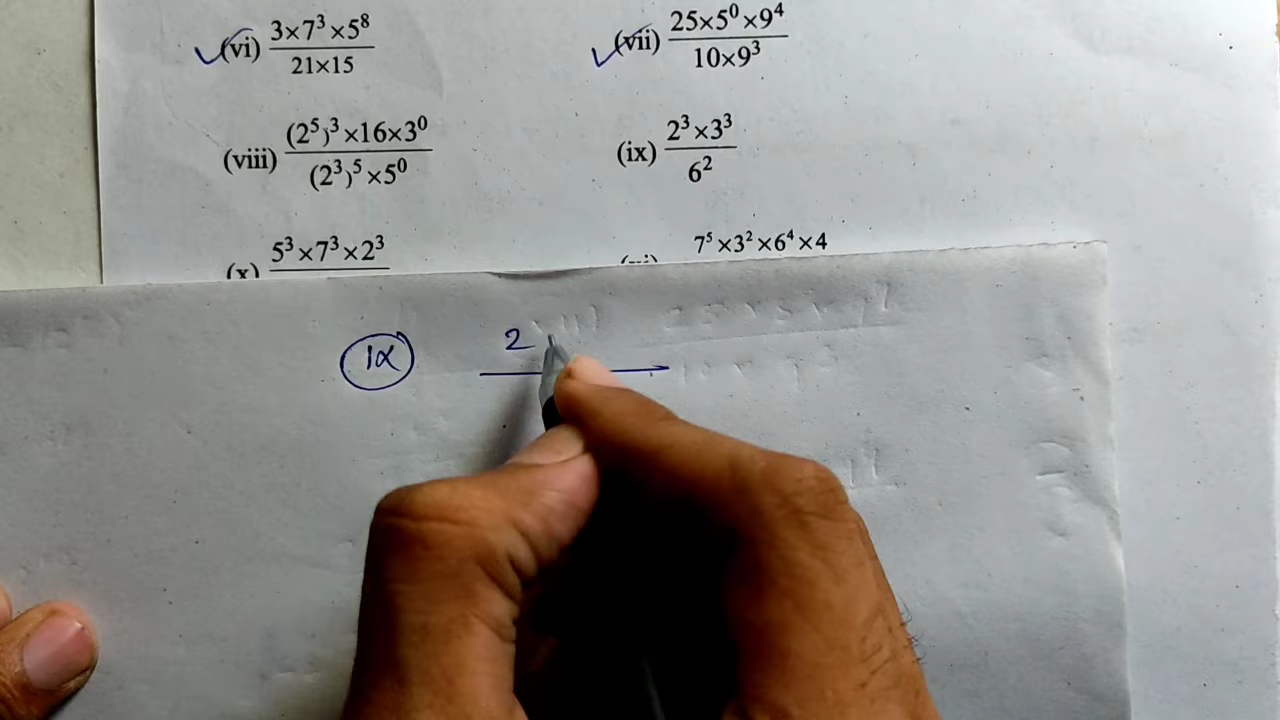 (vi) 3×7³×5⁸ / 21×15 (vii) 25×5⁰×9⁴ / 10×9³
(viii) (2⁵)³×16×3⁰ / (2³)⁵×5⁰ (ix) 2³×3³ / 6²
(x) 5³×7³×2³ 7⁵×3²×6⁴×4
ix 2